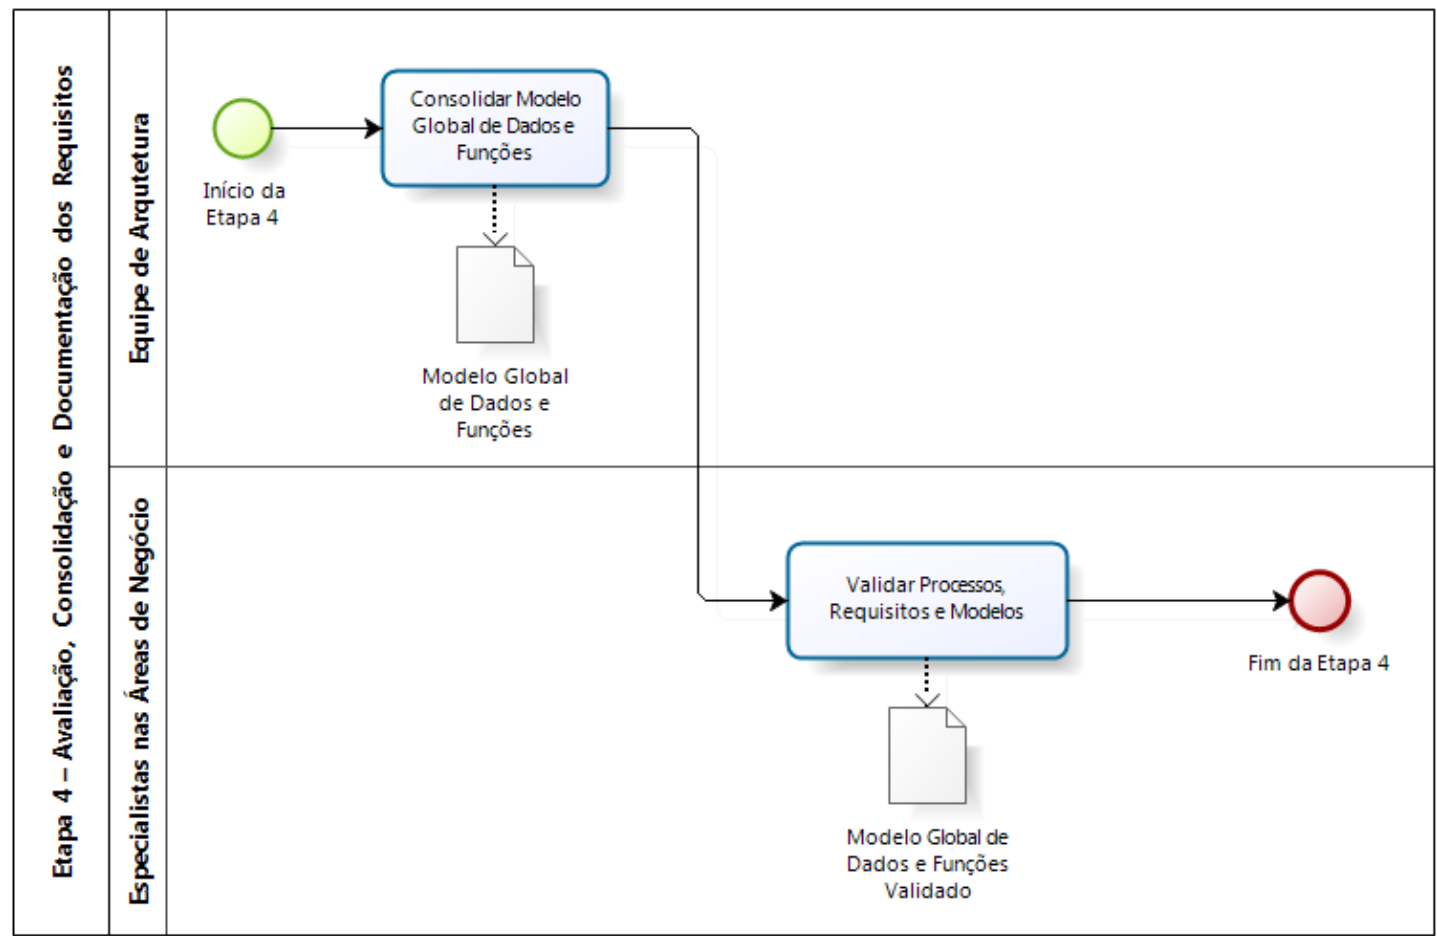 Etapa 4 – Avaliação, Consolidação e Documentação dos Requisitos
Equipe de Arqutetura
Início da
Etapa 4
Consolidar Modelo
Global de Dados e
Funções
Modelo Global
de Dados e
Funções
Especialistas nas Áreas de Negócio
Validar Processos,
Requisitos e Modelos
Modelo Global de
Dados e Funções
Validado
Fim da Etapa 4